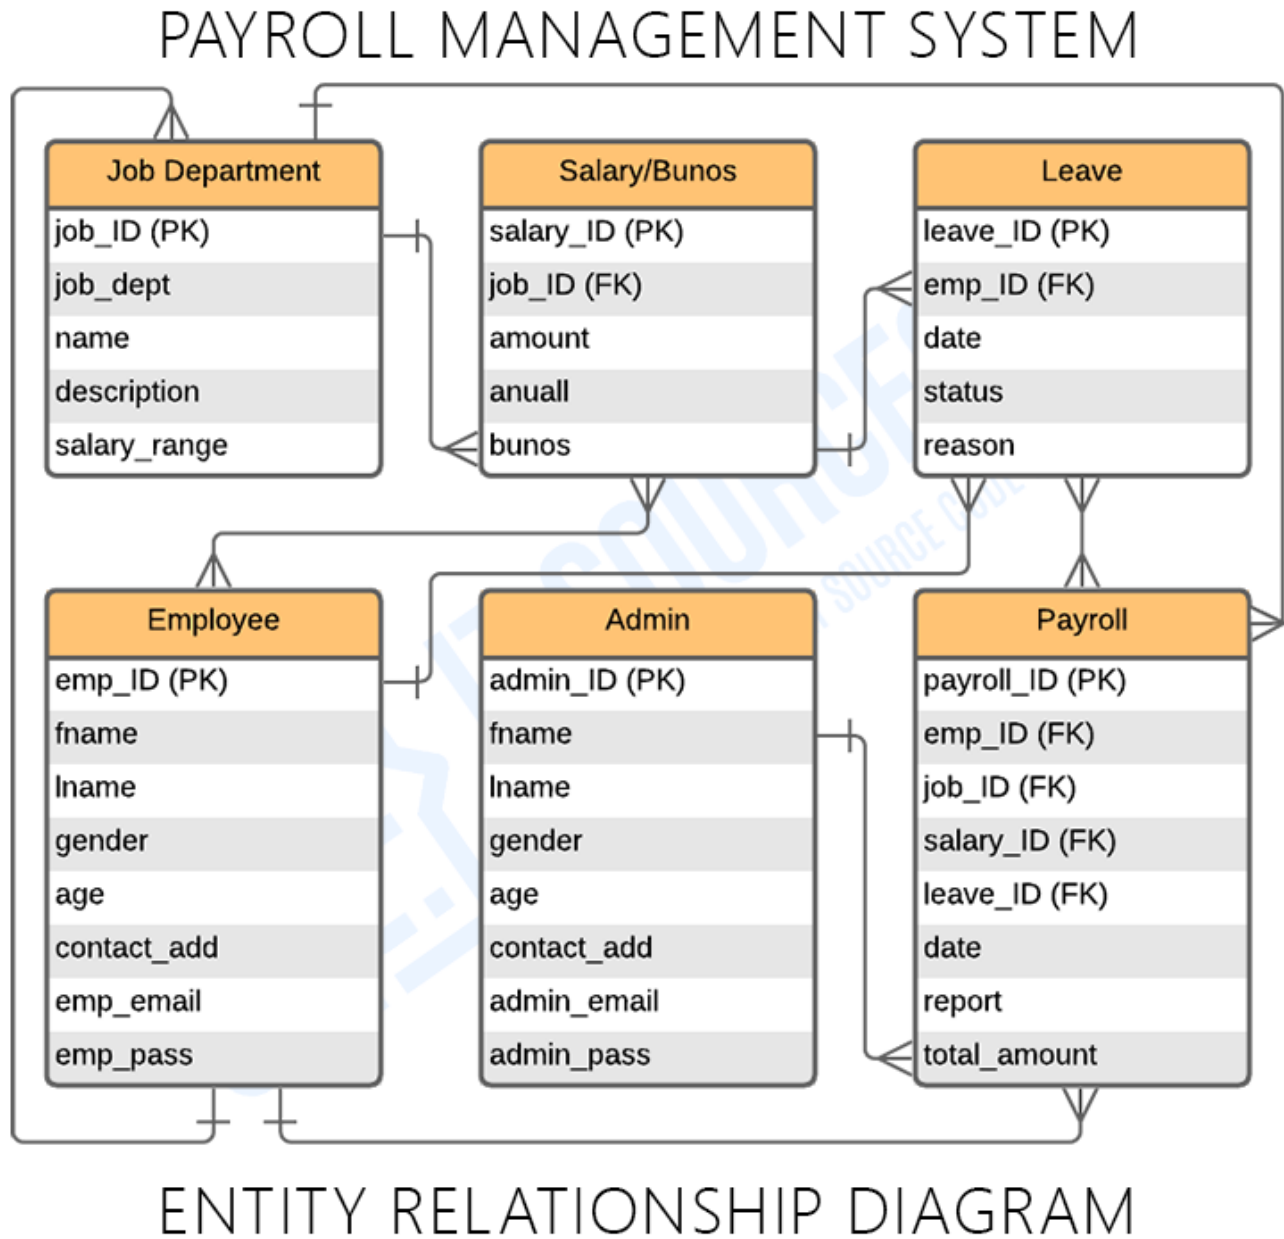 PAYROLL MANAGEMENT SYSTEM
Job Department
job_ID (PK)
job_dept
name
description
salary_range
Salary/Bunos
salary_ID (PK)
job_ID (FK)
amount
anuall
bunos
Leave
leave_ID (PK)
emp_ID (FK)
date
status
reason
Employee
emp_ID (PK)
fname
lname
gender
age
contact_add
emp_email
emp_pass
Admin
admin_ID (PK)
fname
lname
gender
age
contact_add
admin_email
admin_pass
Payroll
payroll_ID (PK)
emp_ID (FK)
job_ID (FK)
salary_ID (FK)
leave_ID (FK)
date
report
total_amount
SOURCE CODE
ENTITY RELATIONSHIP DIAGRAM